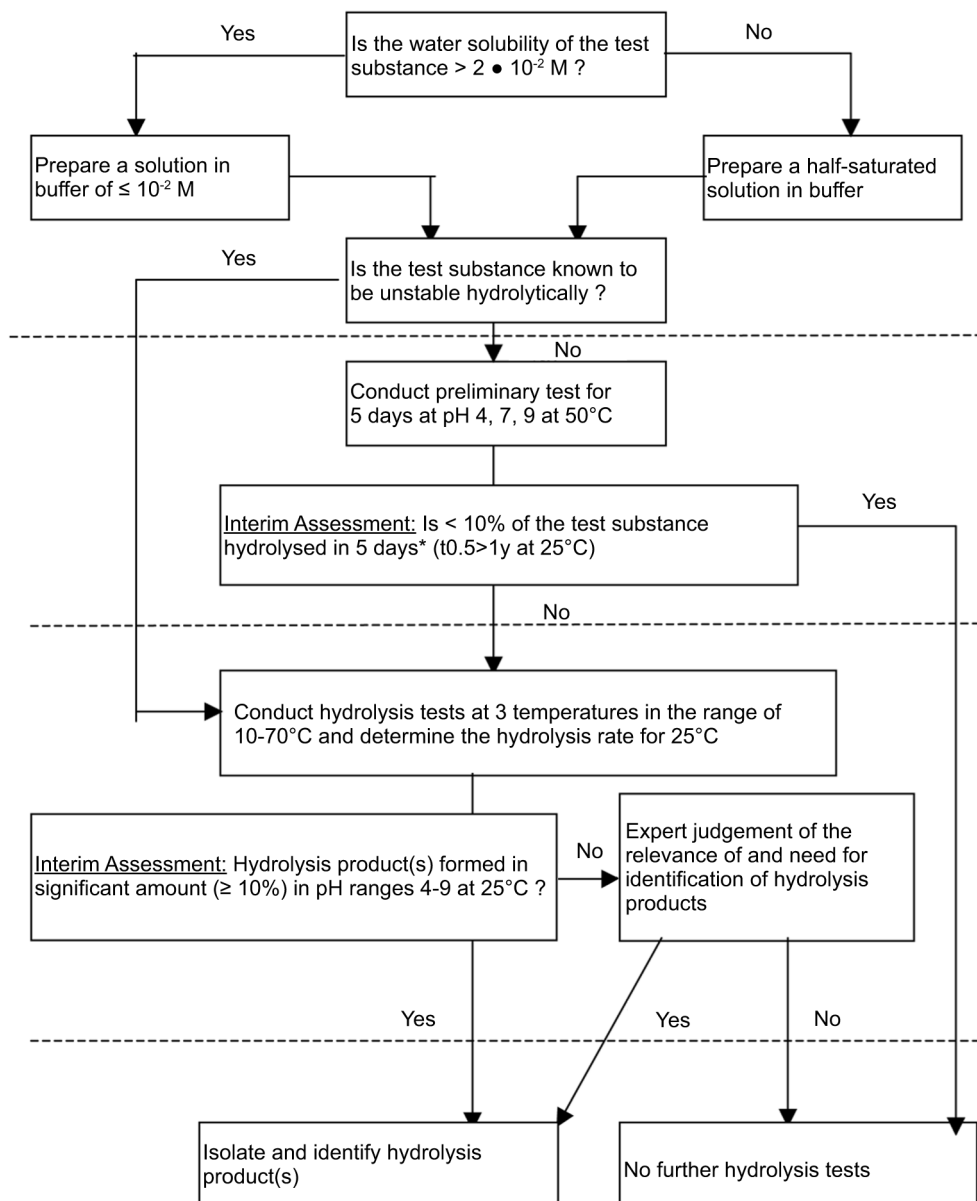 Yes
Is the water solubility of the test
substance > 2 ● 10⁻² M ?
No
Prepare a solution in
buffer of ≤ 10⁻² M
Prepare a half-saturated
solution in buffer
Yes
Is the test substance known to
be unstable hydrolytically ?
No
Conduct preliminary test for
5 days at pH 4, 7, 9 at 50°C
Interim Assessment: Is < 10% of the test substance
hydrolysed in 5 days* (t0.5>1y at 25°C)
Yes
No
Conduct hydrolysis tests at 3 temperatures in the range of
10-70°C and determine the hydrolysis rate for 25°C
Interim Assessment: Hydrolysis product(s) formed in
significant amount (≥ 10%) in pH ranges 4-9 at 25°C ?
No
Expert judgement of the
relevance of and need for
identification of hydrolysis
products
Yes
Yes
No
Isolate and identify hydrolysis
product(s)
No further hydrolysis tests